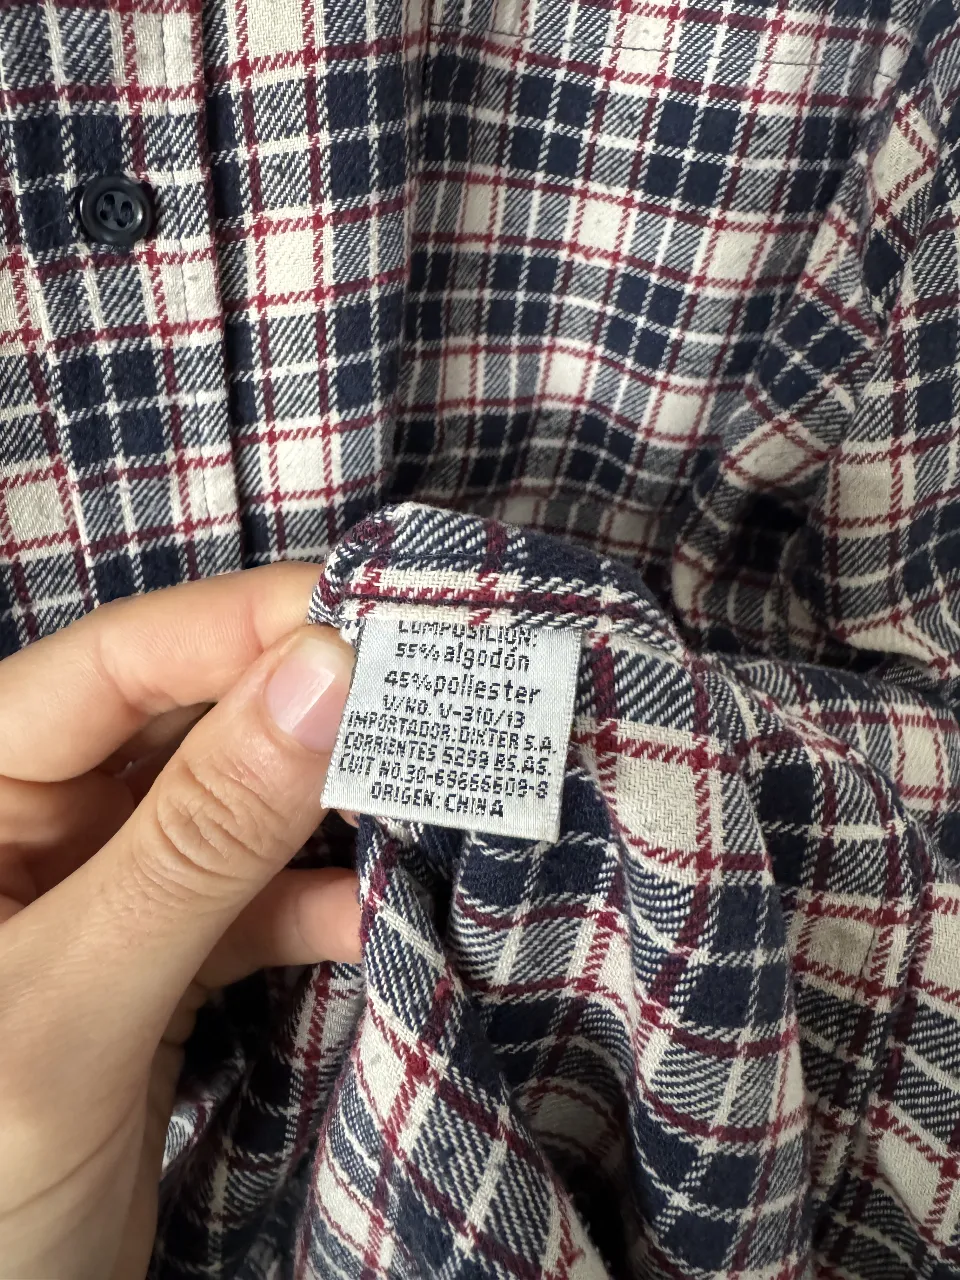 COMPOSICION:
55%algodón
45%poliester
V/NO. V-310/13
IMPORTADOR:DIXTER S.A.
CORRIENTES 5299 BS.AS.
CUIT NO.30-69666609-8
ORIGEN:CHINA